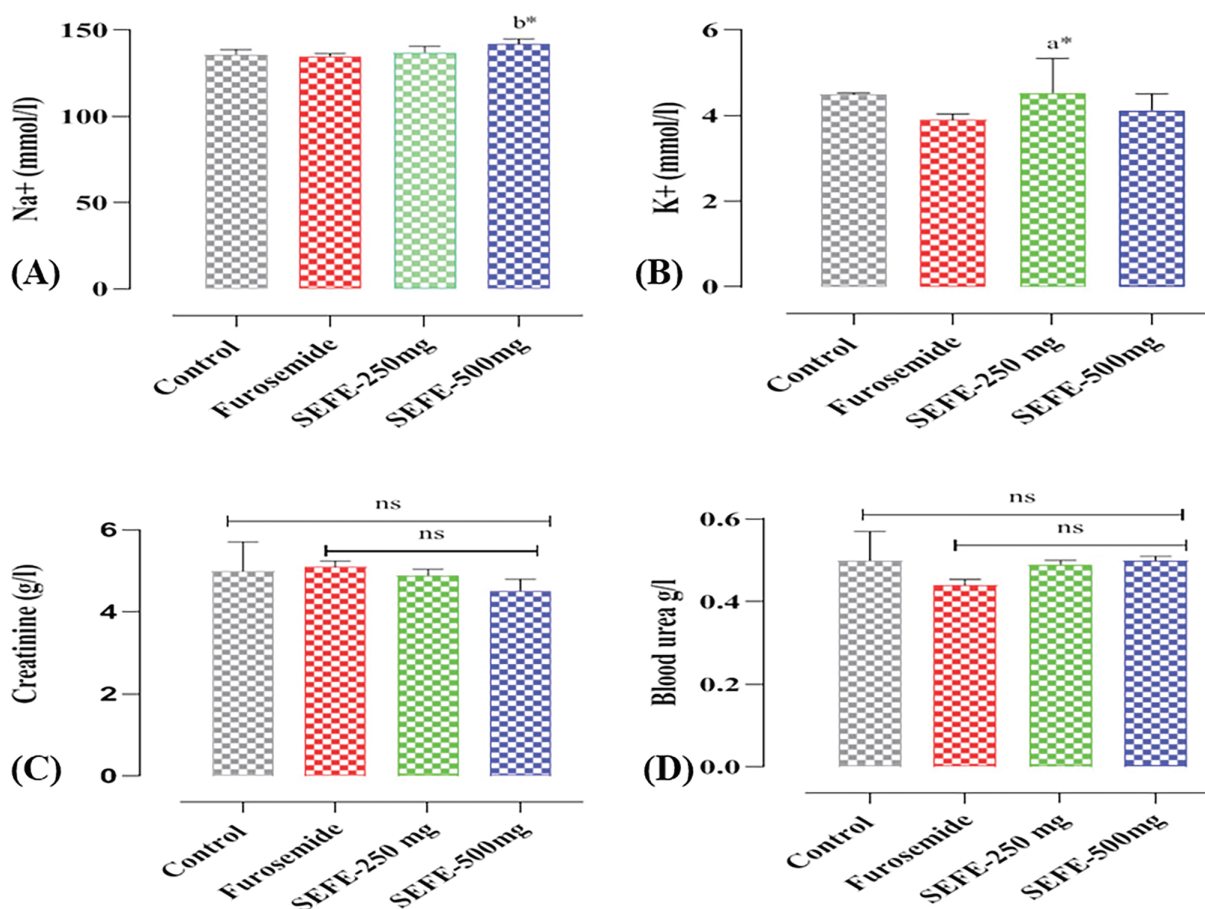 150
100
50
0
Na+ (mmol/l)
b*
(A)
Control
Furosemide
SEFE-250mg
SEFE-500mg
6
4
2
0
K+ (mmol/l)
a*
(B)
Control
Furosemide
SEFE-250 mg
SEFE-500mg
6
4
2
0
Creatinine (g/l)
ns
ns
(C)
Control
Furosemide
SEFE-250 mg
SEFE-500mg
0.6
0.4
0.2
0.0
Blood urea g/l
ns
ns
(D)
Control
Furosemide
SEFE-250 mg
SEFE-500mg